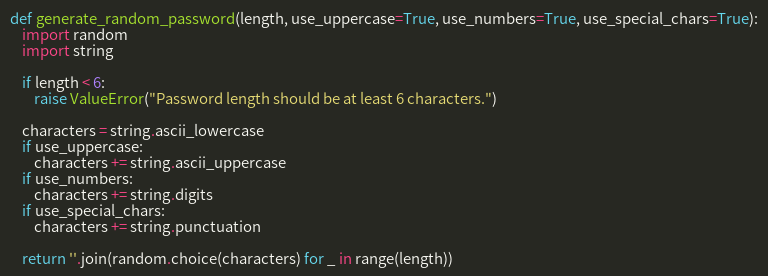 def generate_random_password(length, use_uppercase=True, use_numbers=True, use_special_chars=True):
    import random
    import string

    if length < 6:
        raise ValueError("Password length should be at least 6 characters.")

    characters = string.ascii_lowercase
    if use_uppercase:
        characters += string.ascii_uppercase
    if use_numbers:
        characters += string.digits
    if use_special_chars:
        characters += string.punctuation

    return ''.join(random.choice(characters) for _ in range(length))